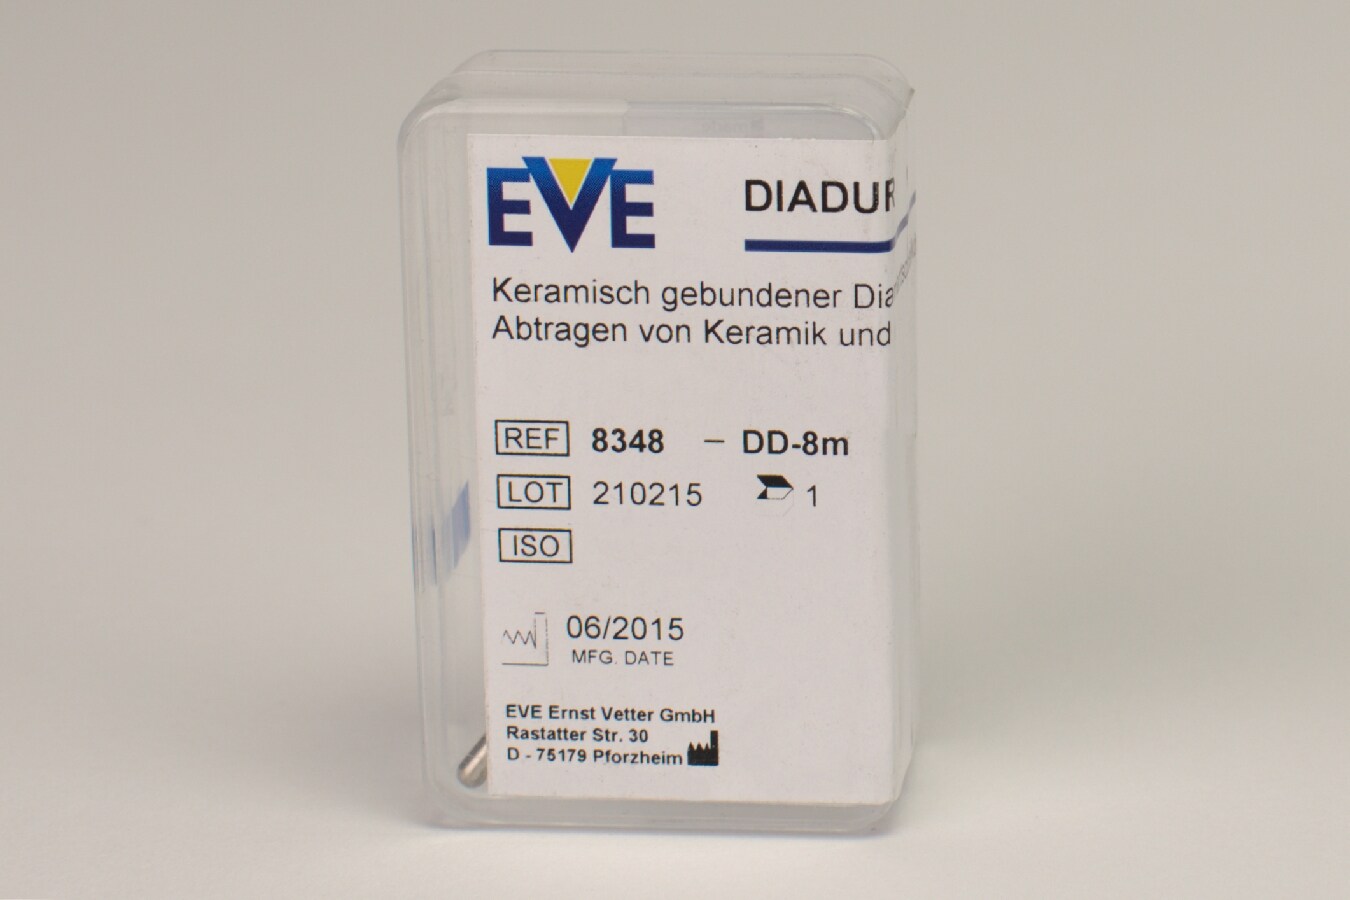 EVE
DIADUR
Keramisch gebundener Dia
Abtragen von Keramik und
REF 8348 – DD-8m
LOT 210215 1
ISO
06/2015
MFG. DATE
EVE Ernst Vetter GmbH
Rastatter Str. 30
D - 75179 Pforzheim